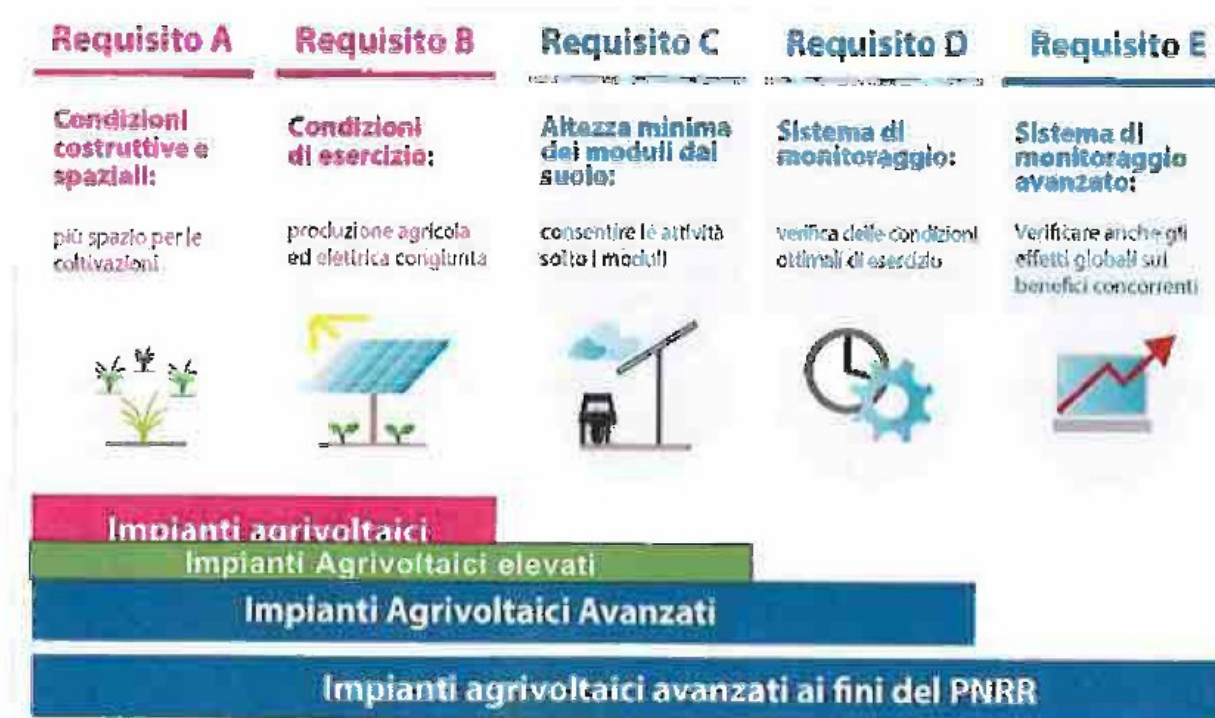 Requisito A
Requisito B
Requisito C
Requisito D
Requisito E
Condizioni
costruttive e
spaziali:
più spazio per le
coltivazioni
Condizioni
di esercizio:
produzione agricola
ed elettrica congiunta
Altezza minima
dei moduli dal
suolo:
consentire le attività
sotto i moduli
Sistema di
monitoraggio:
verifica delle condizioni
ottimali di esercizio
Sistema di
monitoraggio
avanzato:
Verificare anche gli
effetti globali sui
benefici concorrenti
Impianti agrivoltaici
Impianti Agrivoltaici elevati
Impianti Agrivoltaici Avanzati
Impianti agrivoltaici avanzati ai fini del PNRR